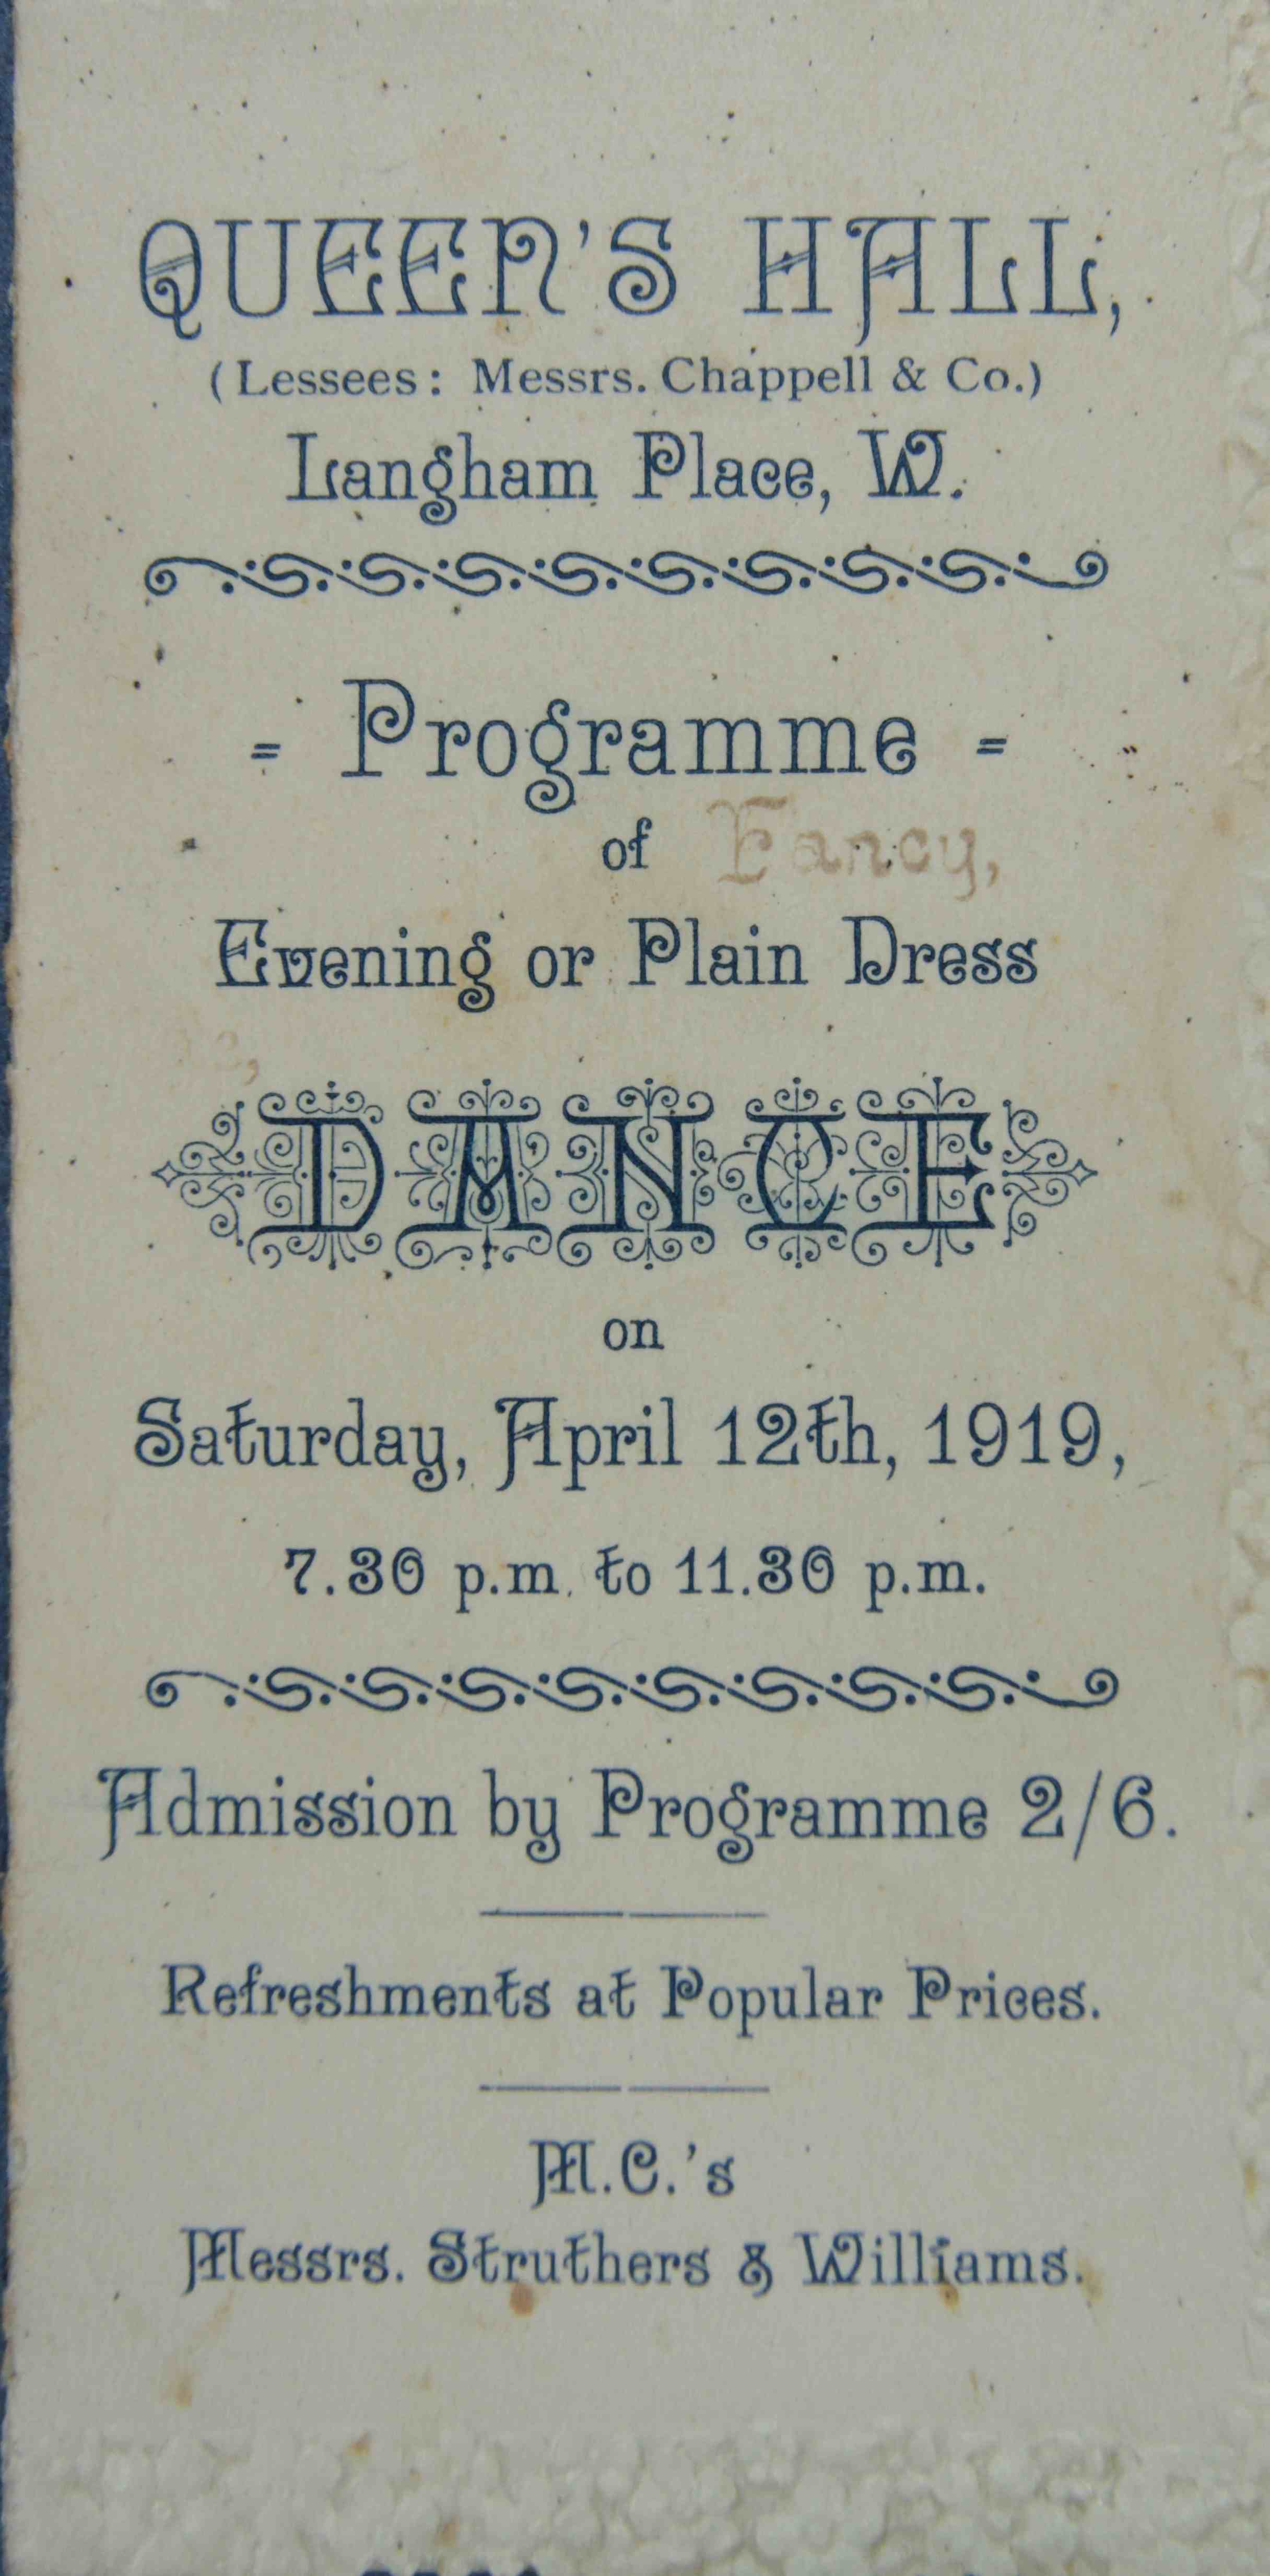 QUEEN'S HALL,
(Lessees: Messrs. Chappell & Co.)
Langham Place, W.
= Programme =
of Fancy,
Evening or Plain Dress
DANCE
on
Saturday, April 12th, 1919,
7.30 p.m. to 11.30 p.m.
Admission by Programme 2/6.
Refreshments at Popular Prices.
M.C.'s
Messrs. Struthers & Williams.